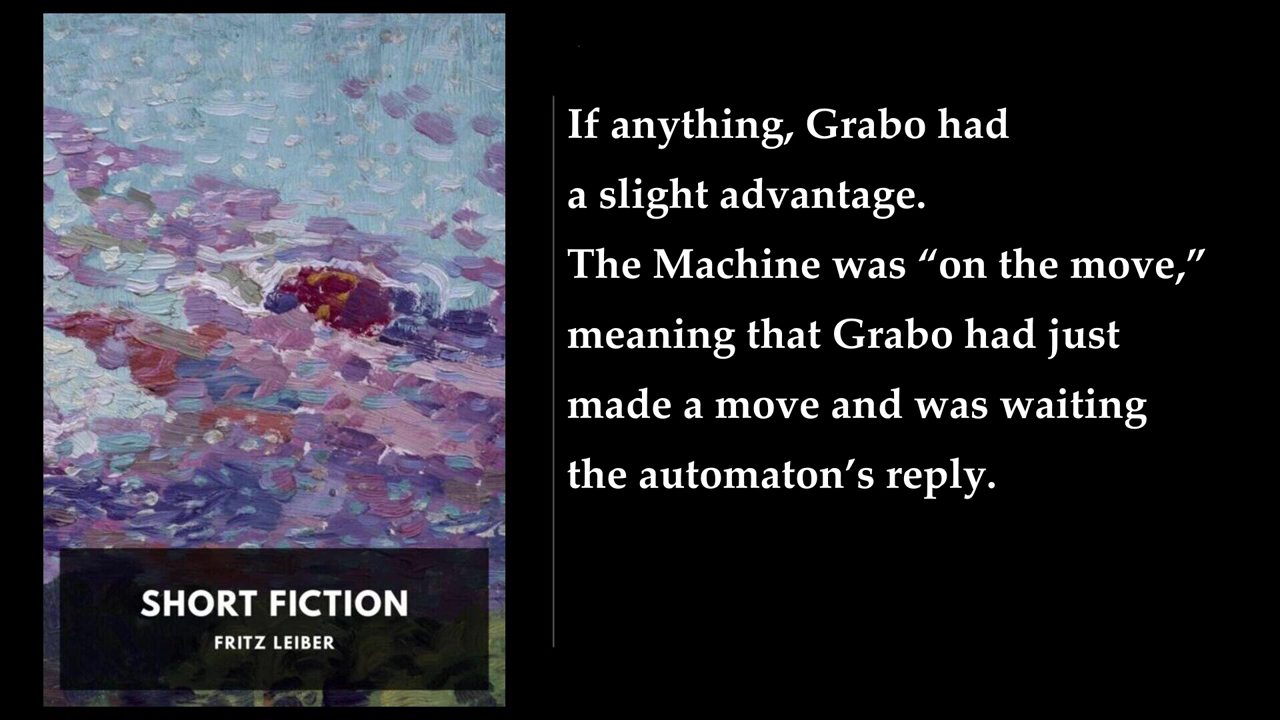 If anything, Grabo had
a slight advantage.
The Machine was “on the move,”
meaning that Grabo had just
made a move and was waiting
the automaton’s reply.
SHORT FICTION
FRITZ LEIBER